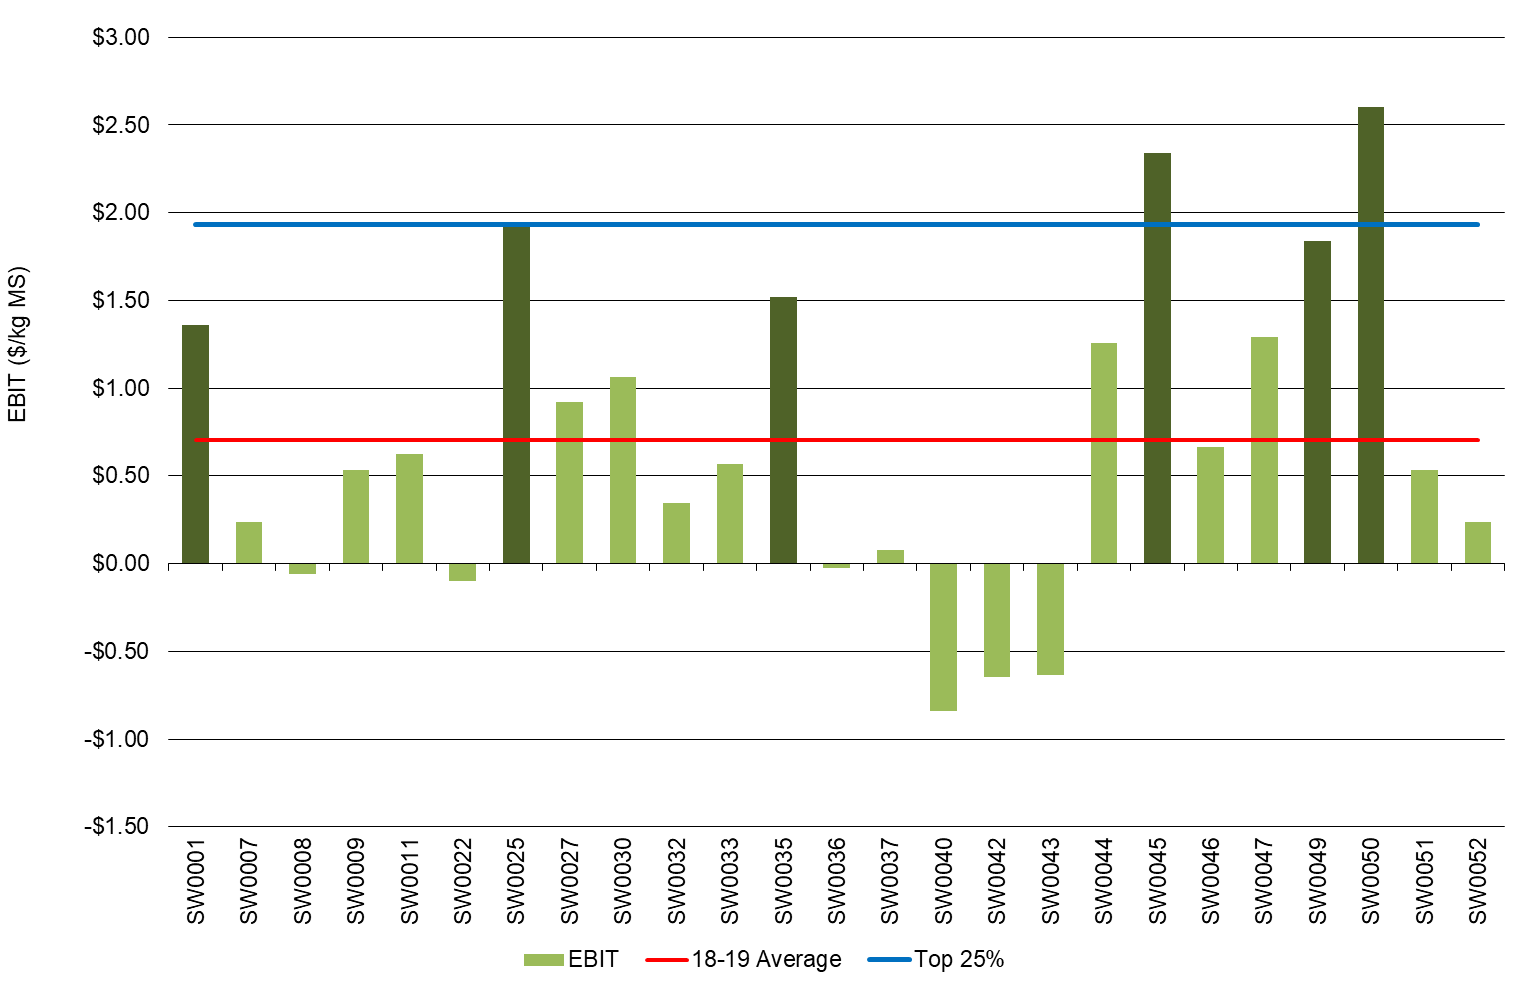 $3.00
$2.50
$2.00
$1.50
$1.00
$0.50
$0.00
-$0.50
-$1.00
-$1.50
EBIT ($/kg MS)
SW0001
SW0007
SW0008
SW0009
SW0011
SW0022
SW0025
SW0027
SW0030
SW0032
SW0033
SW0035
SW0036
SW0037
SW0040
SW0042
SW0043
SW0044
SW0045
SW0046
SW0047
SW0049
SW0050
SW0051
SW0052
EBIT 18-19 Average Top 25%